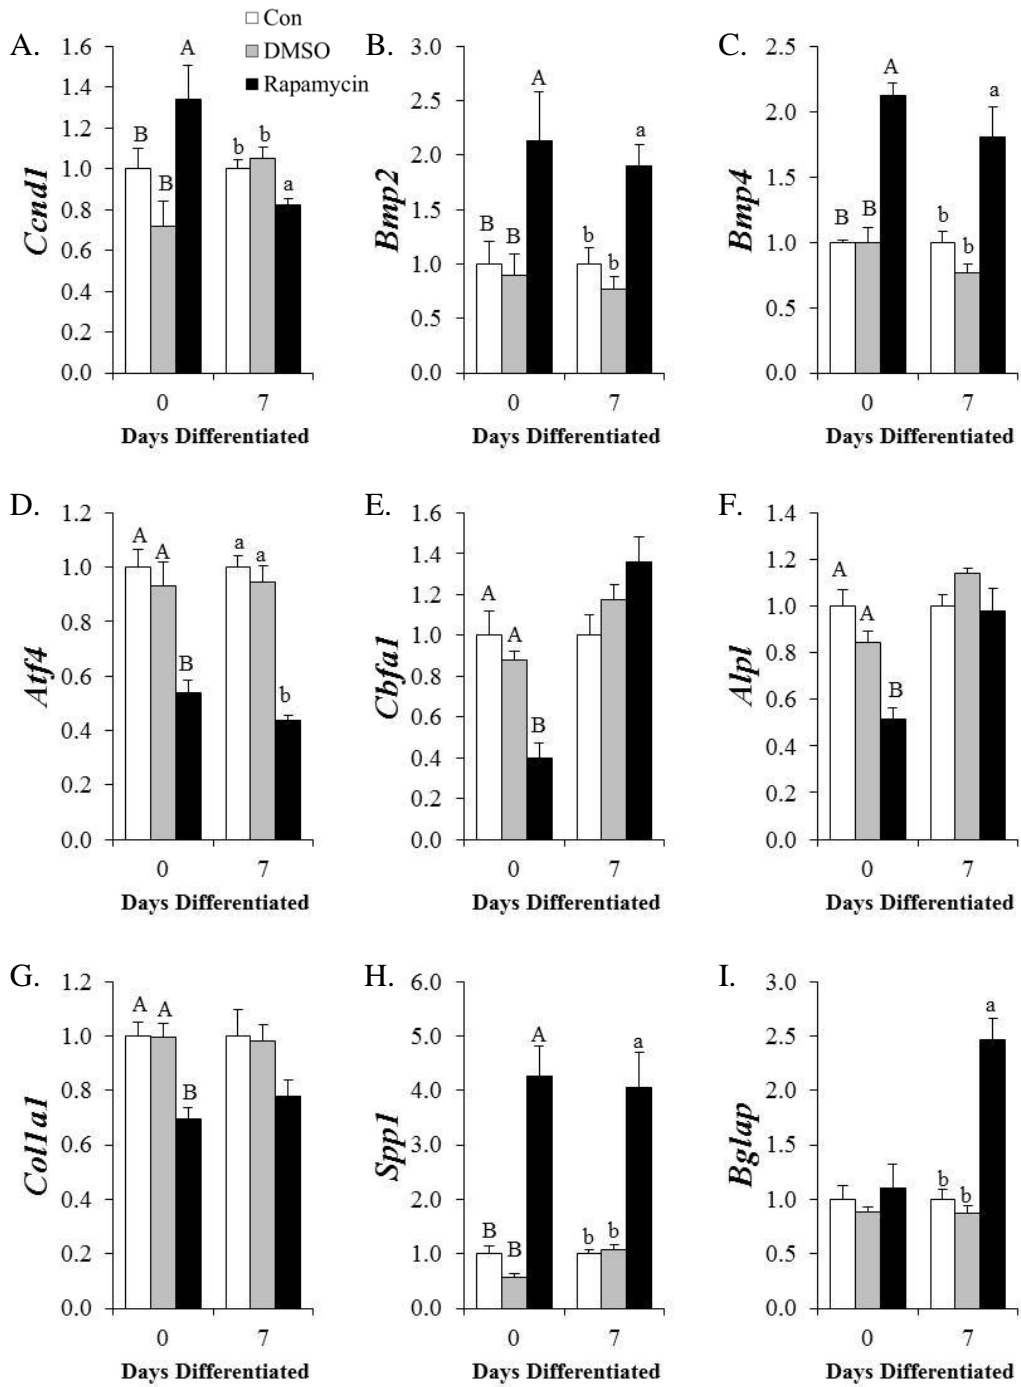 Con
DMSO
Rapamycin
A.
1.6
1.4
1.2
1.0
0.8
0.6
0.4
0.2
0.0
Ccnd1
B
B
A
b
b
a
0
7
Days Differentiated
B.
3.0
2.5
2.0
1.5
1.0
0.5
0.0
Bmp2
B
B
A
b
b
a
0
7
Days Differentiated
C.
2.5
2.0
1.5
1.0
0.5
0.0
Bmp4
B
B
A
b
b
a
0
7
Days Differentiated
D.
1.2
1.0
0.8
0.6
0.4
0.2
0.0
Atf4
A
A
B
a
a
b
0
7
Days Differentiated
E.
1.6
1.4
1.2
1.0
0.8
0.6
0.4
0.2
0.0
Cbfa1
A
A
B
0
7
Days Differentiated
F.
1.4
1.2
1.0
0.8
0.6
0.4
0.2
0.0
Alpl
A
A
B
0
7
Days Differentiated
G.
1.2
1.0
0.8
0.6
0.4
0.2
0.0
Col1a1
A
A
B
0
7
Days Differentiated
H.
6.0
5.0
4.0
3.0
2.0
1.0
0.0
Spp1
B
B
A
b
b
a
0
7
Days Differentiated
I.
3.0
2.5
2.0
1.5
1.0
0.5
0.0
Bglap
b
b
a
0
7
Days Differentiated